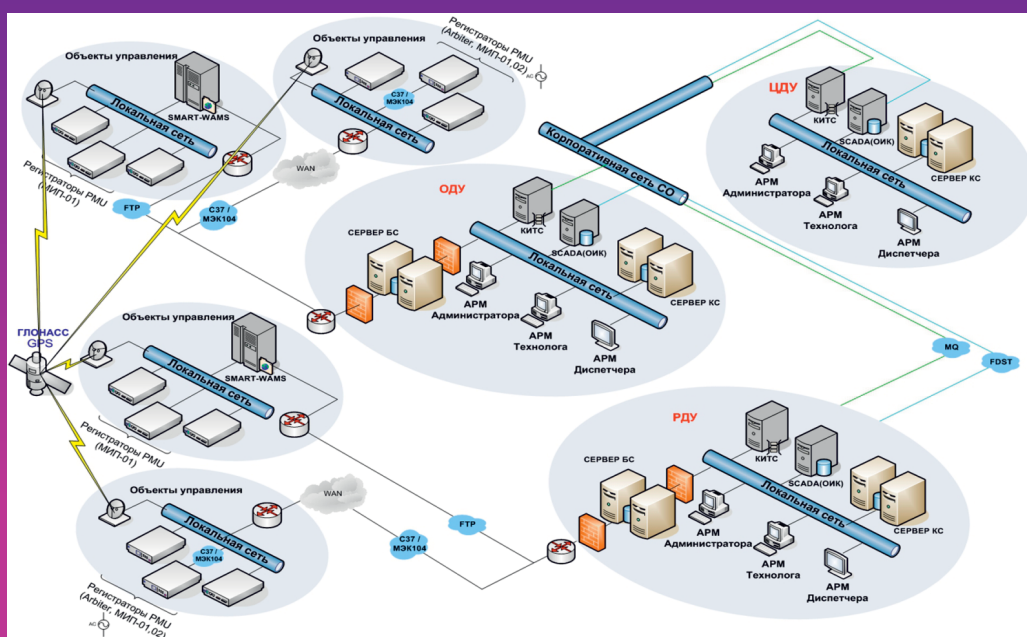 Объекты управления
SMART-WAMS
Локальная сеть
Регистраторы PMU
(МИП-01)
FTP
C37 /
МЭК104
WAN
Объекты управления
Регистраторы PMU
(Arbiter, МИП-01,02)
AC
C37 /
МЭК104
Локальная сеть
Корпоративная сеть СО
ЦДУ
КИТС
SCADA(ОИК)
СЕРВЕР КС
Локальная сеть
АРМ
Администратора
АРМ
Технолога
АРМ
Диспетчера
ОДУ
КИТС
SCADA(ОИК)
СЕРВЕР БС
СЕРВЕР КС
Локальная сеть
АРМ
Администратора
АРМ
Технолога
АРМ
Диспетчера
MQ
FDST
ГЛОНАСС
GPS
Объекты управления
SMART-WAMS
Локальная сеть
Регистраторы PMU
(МИП-01)
Объекты управления
Локальная сеть
C37 /
МЭК104
Регистраторы PMU
(Arbiter, МИП-01,02)
AC
WAN
C37 /
МЭК104
FTP
РДУ
КИТС
SCADA(ОИК)
СЕРВЕР БС
СЕРВЕР КС
Локальная сеть
АРМ
Администратора
АРМ
Технолога
АРМ
Диспетчера